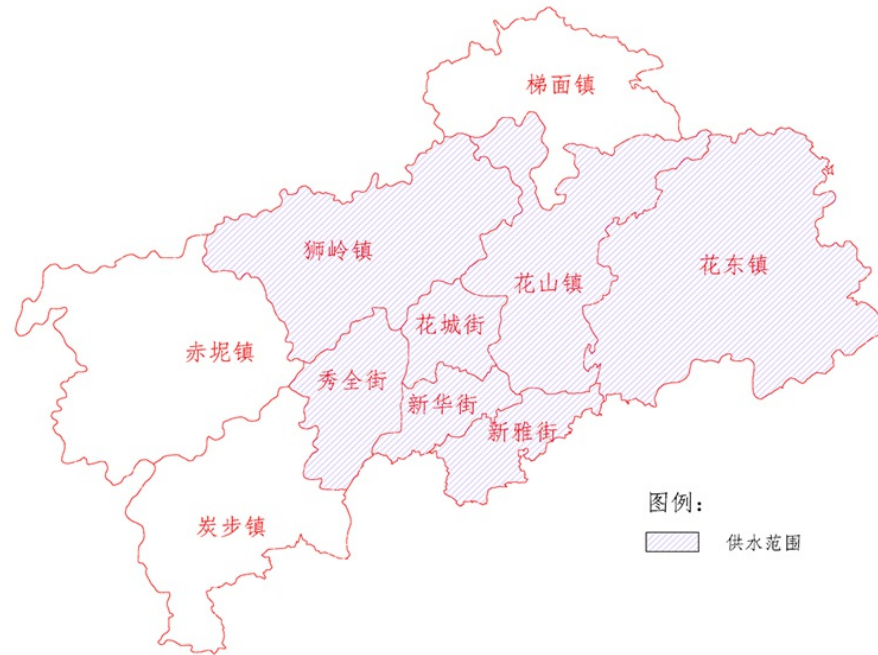 梯面镇
狮岭镇
花山镇
花东镇
花城街
赤坭镇
秀全街
新华街
新雅街
炭步镇
图例：
供水范围